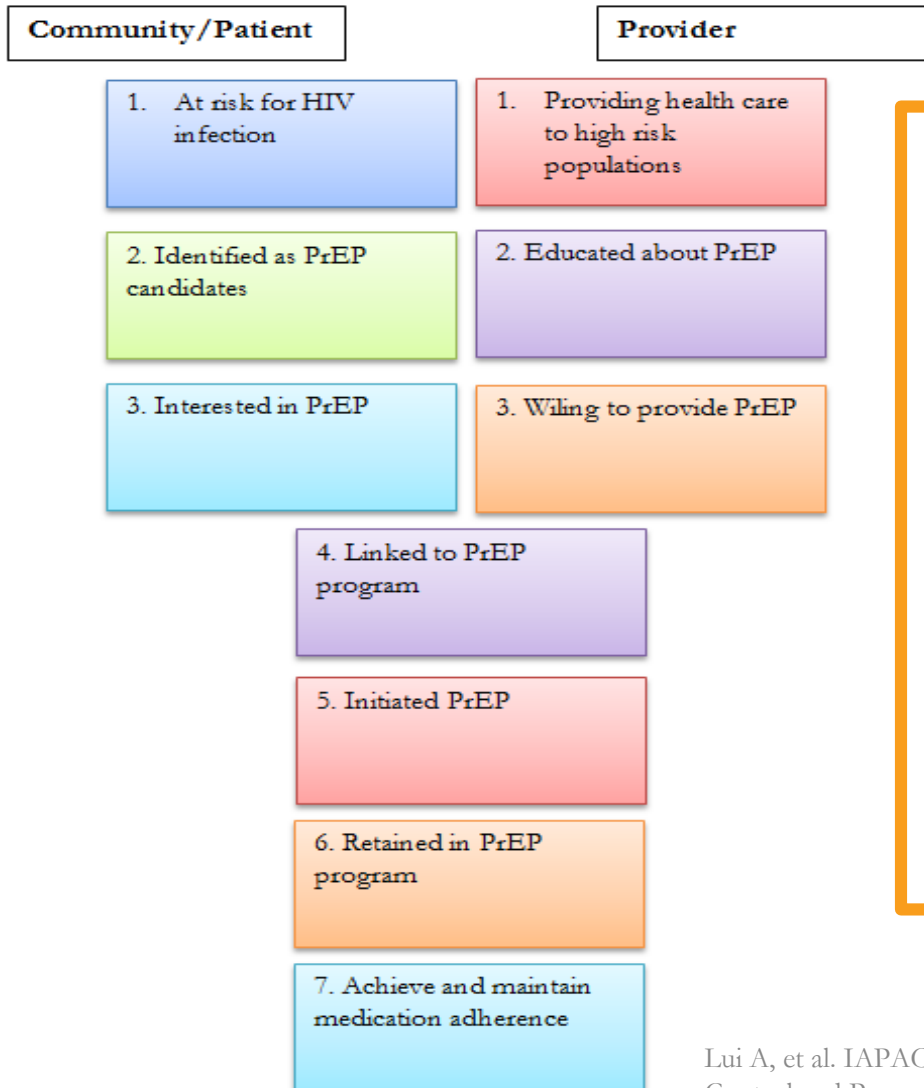 Community/Patient
Provider
1. At risk for HIV
infection
1. Providing health care
to high risk
populations
2. Identified as PrEP
candidates
2. Educated about PrEP
3. Interested in PrEP
3. Wiling to provide PrEP
4. Linked to PrEP
program
5. Initiated PrEP
6. Retained in PrEP
program
7. Achieve and maintain
medication adherence
Lui A, et al. IAPAC